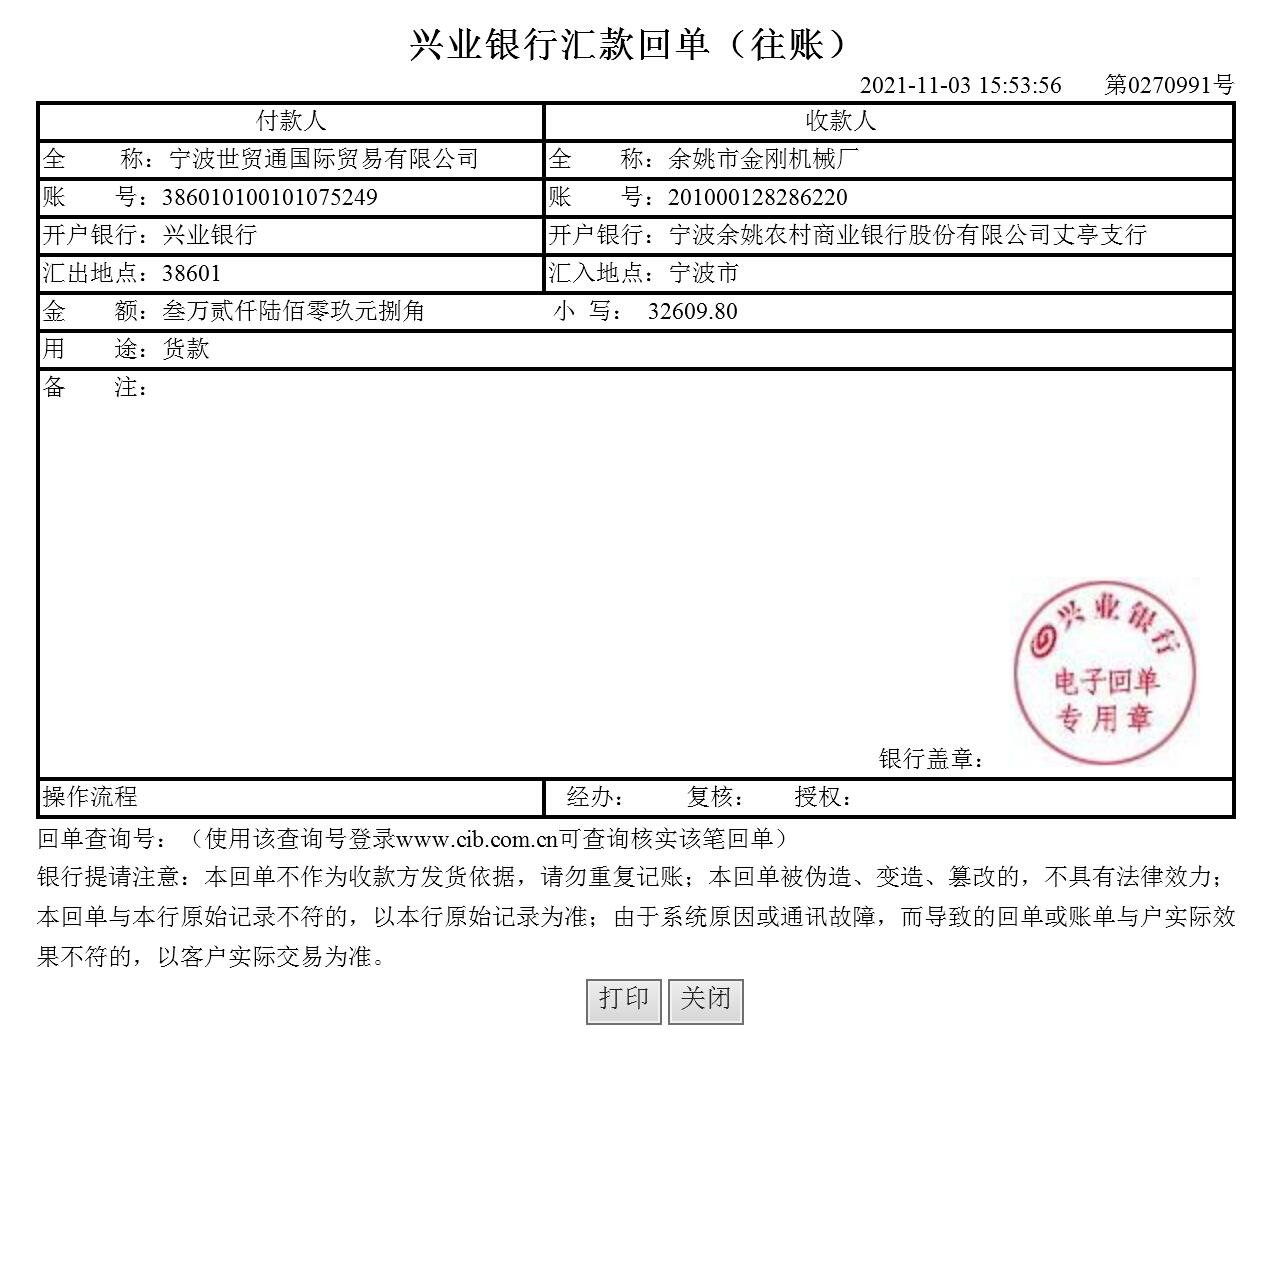 兴业银行汇款回单（往账）
2021-11-03 15:53:56 第0270991号
付款人 收款人
全 称：宁波世贸通国际贸易有限公司 全 称：余姚市金刚机械厂
账 号：386010100101075249 账 号：201000128286220
开户银行：兴业银行 开户银行：宁波余姚农村商业银行股份有限公司丈亭支行
汇出地点：38601 汇入地点：宁波市
金 额：叁万贰仟陆佰零玖元捌角 小 写： 32609.80
用 途：货款
备 注：
兴业银行
电子回单
专用章
银行盖章：
操作流程 经办： 复核： 授权：
回单查询号：（使用该查询号登录www.cib.com.cn可查询核实该笔回单）
银行提请注意：本回单不作为收款方发货依据，请勿重复记账；本回单被伪造、变造、篡改的，不具有法律效力；
本回单与本行原始记录不符的，以本行原始记录为准；由于系统原因或通讯故障，而导致的回单或账单与户实际效
果不符的，以客户实际交易为准。
打印 关闭